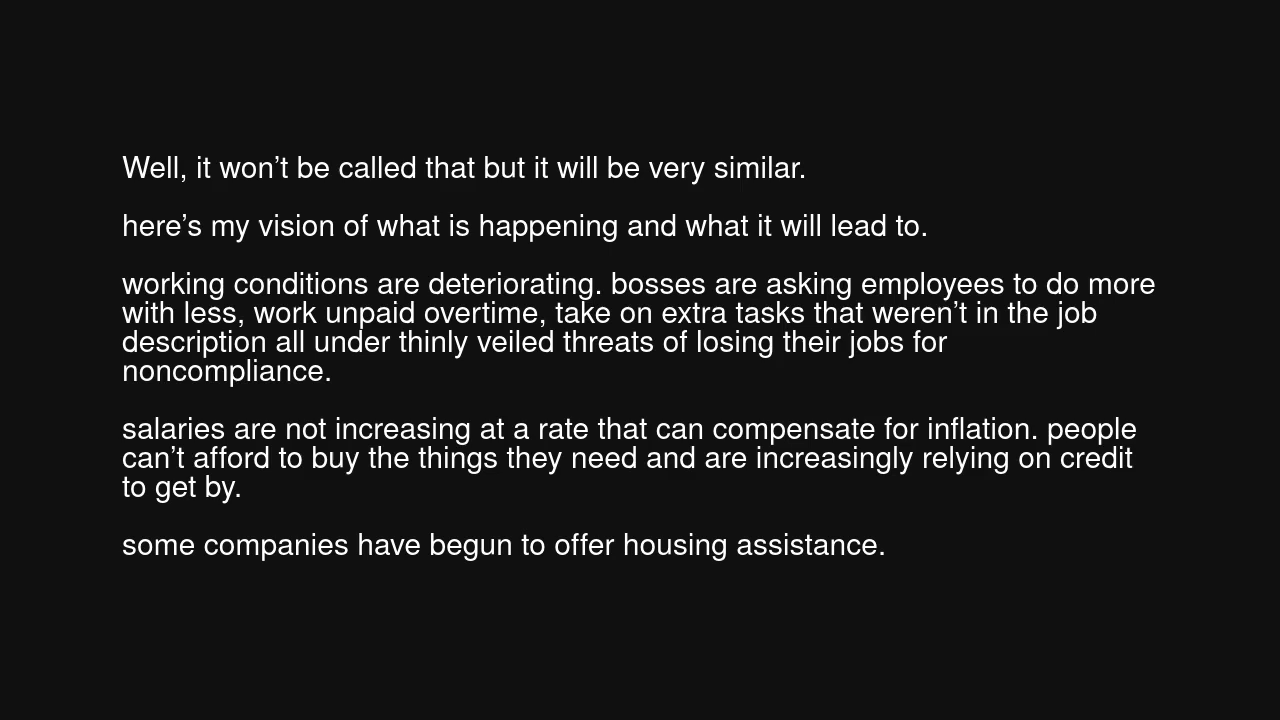 Well, it won’t be called that but it will be very similar.
here’s my vision of what is happening and what it will lead to.
working conditions are deteriorating. bosses are asking employees to do more
with less, work unpaid overtime, take on extra tasks that weren’t in the job
description all under thinly veiled threats of losing their jobs for
noncompliance.
salaries are not increasing at a rate that can compensate for inflation. people
can’t afford to buy the things they need and are increasingly relying on credit
to get by.
some companies have begun to offer housing assistance.